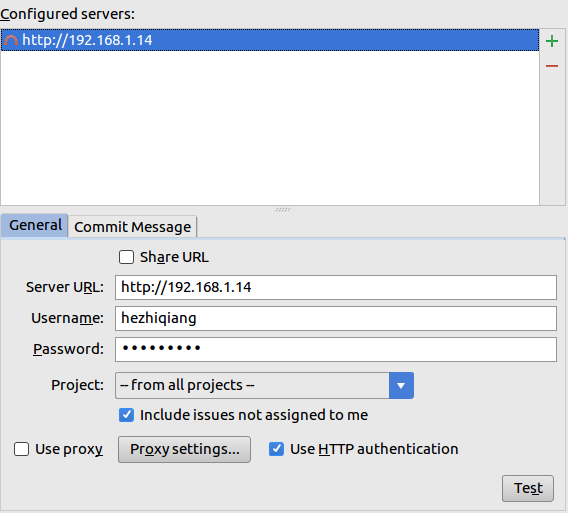 Configured servers:
http://192.168.1.14
General
Commit Message
Share URL
Server URL: http://192.168.1.14
Username: hezhiqiang
Password: •••••••••
Project: -- from all projects --
Include issues not assigned to me
Use proxy
Proxy settings...
Use HTTP authentication
Test